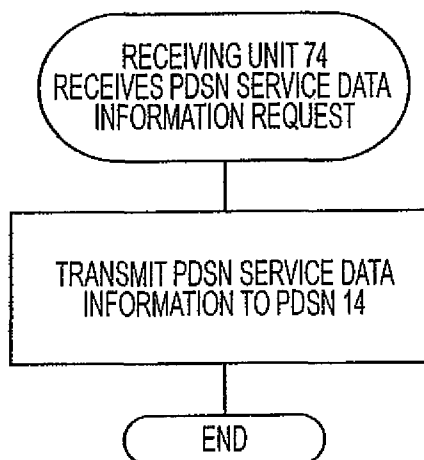 RECEIVING UNIT 74
RECEIVES PDSN SERVICE DATA
INFORMATION REQUEST
TRANSMIT PDSN SERVICE DATA
INFORMATION TO PDSN 14
END